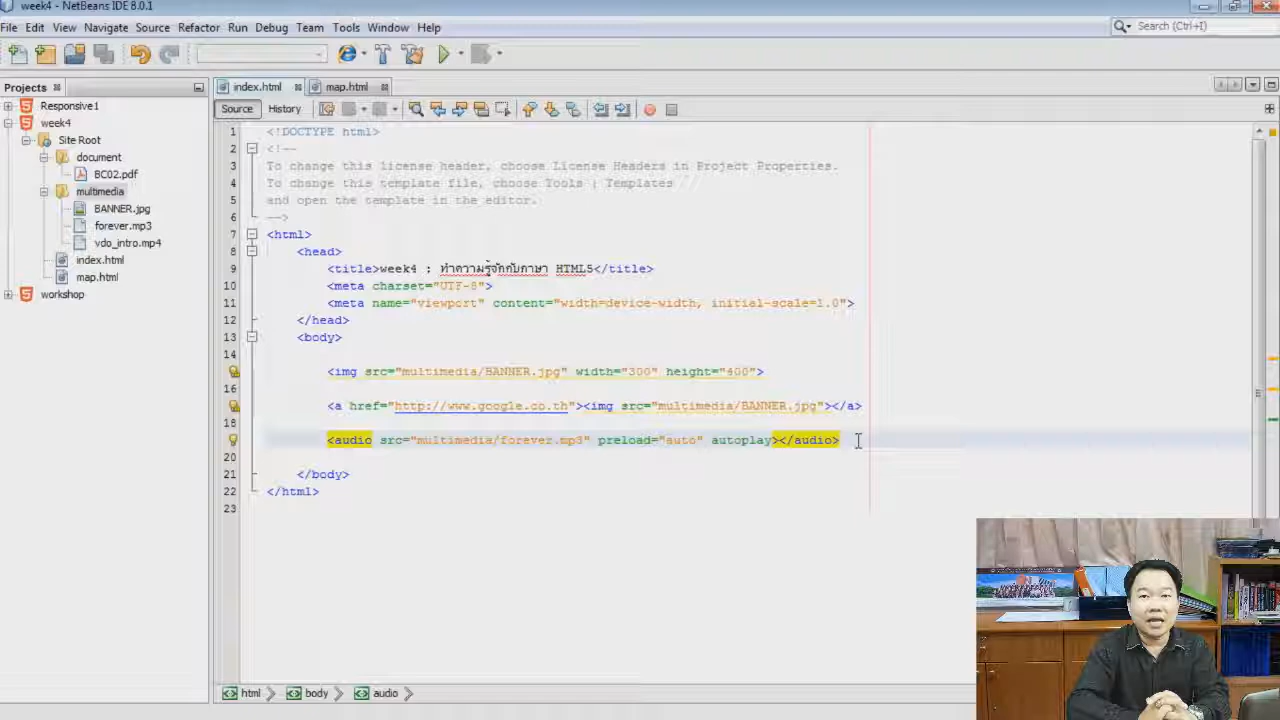 week4 - NetBeans IDE 8.0.1
File Edit View Navigate Source Refactor Run Debug Team Tools Window Help
Search (Ctrl+I)
Projects
index.html
map.html
Source History
Responsive1
week4
Site Root
document
BC02.pdf
multimedia
BANNER.jpg
forever.mp3
vdo_intro.mp4
index.html
map.html
workshop
1 <!DOCTYPE html>
2 <!--
3 To change this license header, choose License Headers in Project Properties.
4 To change this template file, choose Tools | Templates
5 and open the template in the editor.
6 -->
7 <html>
8 <head>
9 <title>week4 : ทำความรู้จักกับภาษา HTML5</title>
10 <meta charset="UTF-8">
11 <meta name="viewport" content="width=device-width, initial-scale=1.0">
12 </head>
13 <body>
14
<img src="multimedia/BANNER.jpg" width="300" height="400">
16
<a href="http://www.google.co.th"><img src="multimedia/BANNER.jpg"></a>
18
<audio src="multimedia/forever.mp3" preload="auto" autoplay></audio>
20
21 </body>
22 </html>
23
html body audio